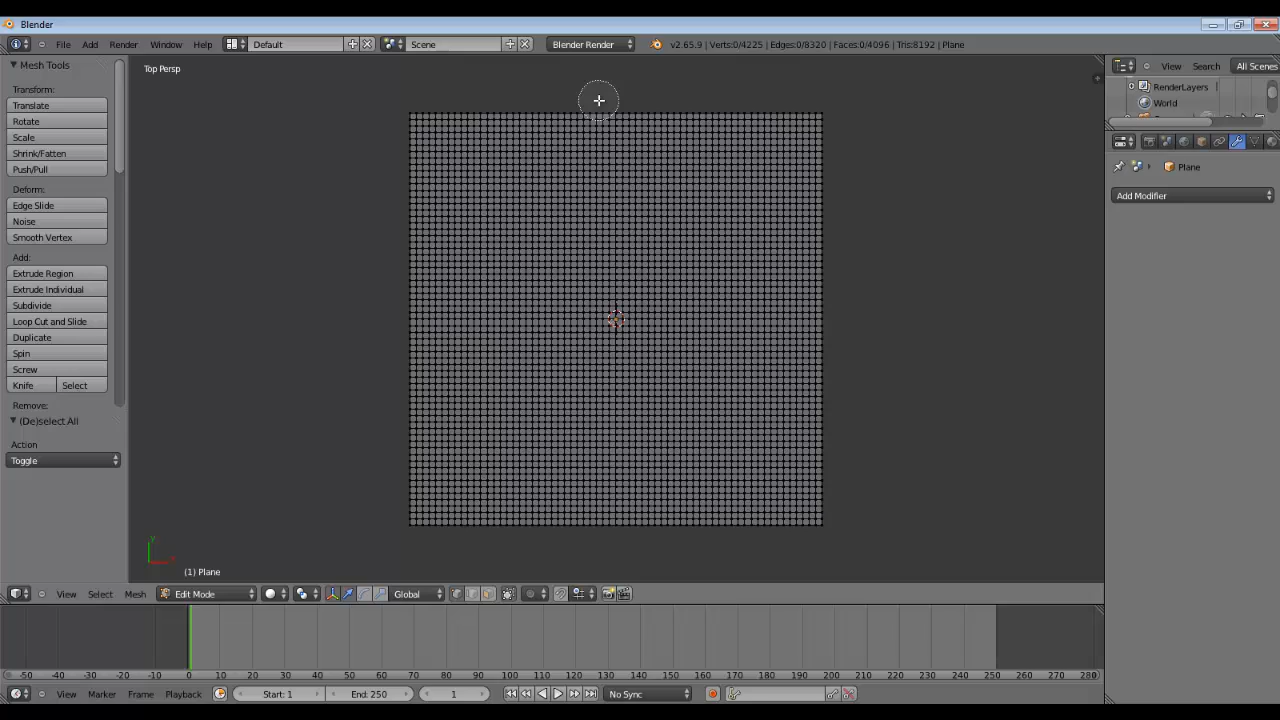 Blender
File Add Render Window Help Default Scene Blender Render v2.65.9 | Verts:0/4225 | Edges:0/8320 | Faces:0/4096 | Tris:8192 | Plane
Mesh Tools
Transform:
Translate
Rotate
Scale
Shrink/Fatten
Push/Pull
Deform:
Edge Slide
Noise
Smooth Vertex
Add:
Extrude Region
Extrude Individual
Subdivide
Loop Cut and Slide
Duplicate
Spin
Screw
Knife Select
Remove:
(De)select All
Action
Toggle
Top Persp
Y
(1) Plane
View Search All Scenes
RenderLayers
World
Plane
Add Modifier
View Select Mesh Edit Mode Global
-50 -40 -30 -20 -10 0 10 20 30 40 50 60 70 80 90 100 110 120 130 140 150 160 170 180 190 200 210 220 230 240 250 260 270 280
View Marker Frame Playback Start: 1 End: 250 1 No Sync